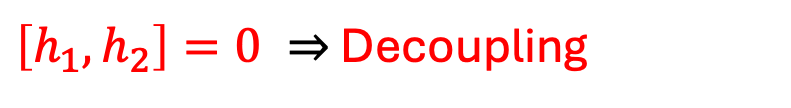 [h₁, h₂] = 0 ⇒ Decoupling